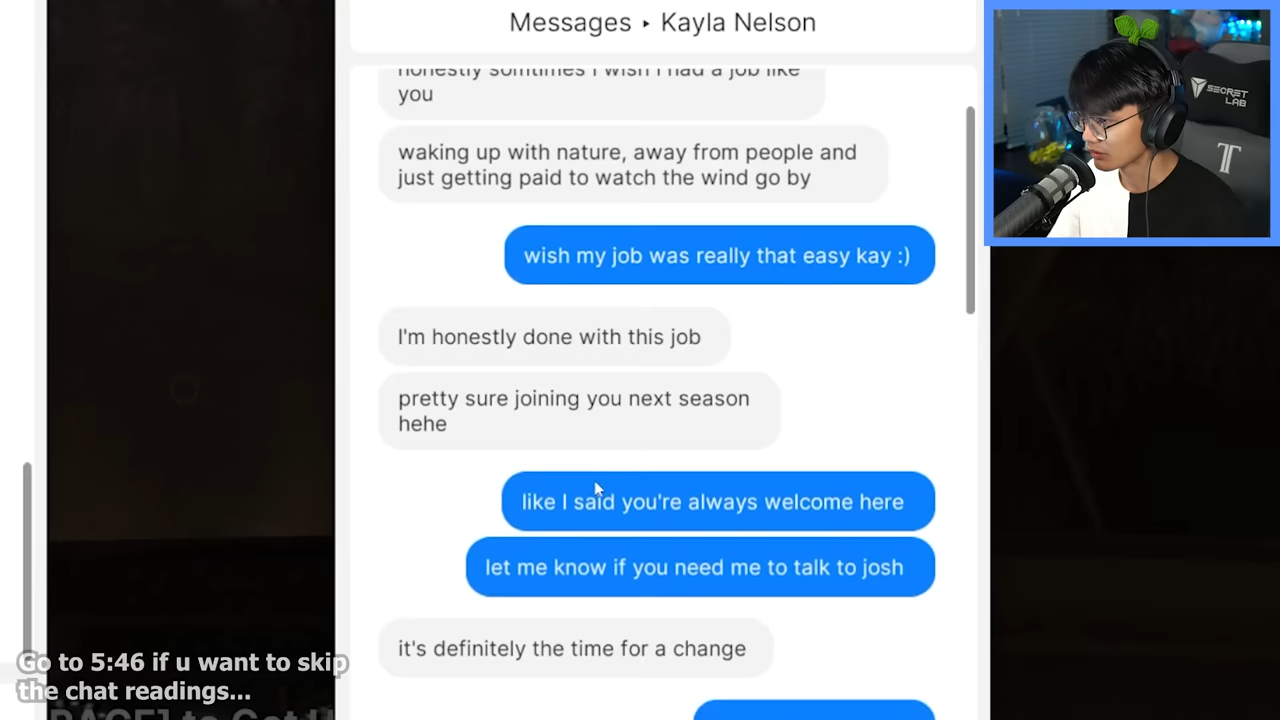 Messages ▸ Kayla Nelson
honestly somtimes I wish I had a job like
you
waking up with nature, away from people and
just getting paid to watch the wind go by
wish my job was really that easy kay :)
I'm honestly done with this job
pretty sure joining you next season
hehe
like I said you're always welcome here
let me know if you need me to talk to josh
it's definitely the time for a change
Go to 5:46 if u want to skip
the chat readings...
SECRET
LAB